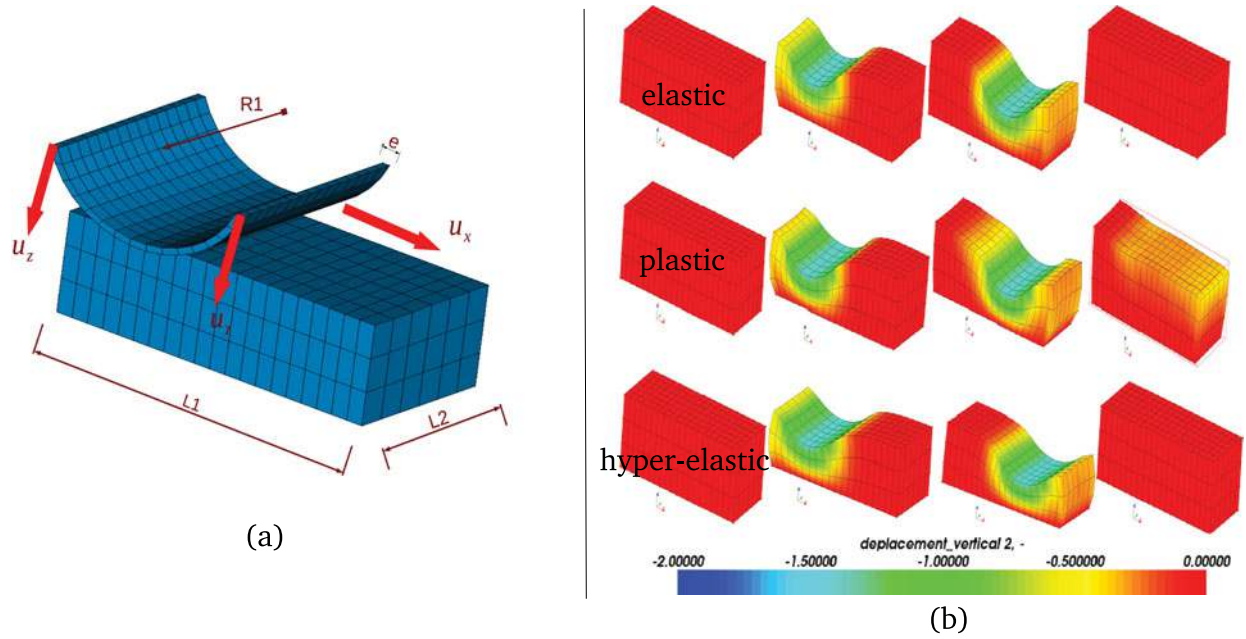 R1
e
u_x
u_z
u_z
L1
L2
(a)
elastic
plastic
hyper-elastic
deplacement_vertical 2, -
-2.00000 -1.50000 -1.00000 -0.500000 0.00000
(b)